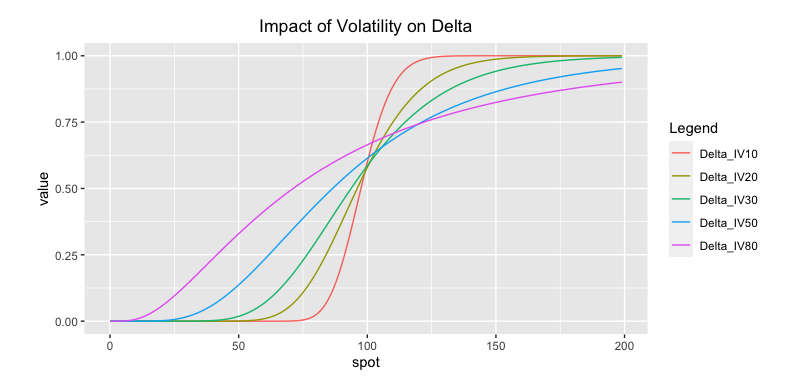 Impact of Volatility on Delta
1.00
0.75
0.50
0.25
0.00
value
0 50 100 150 200
spot
Legend
Delta_IV10
Delta_IV20
Delta_IV30
Delta_IV50
Delta_IV80